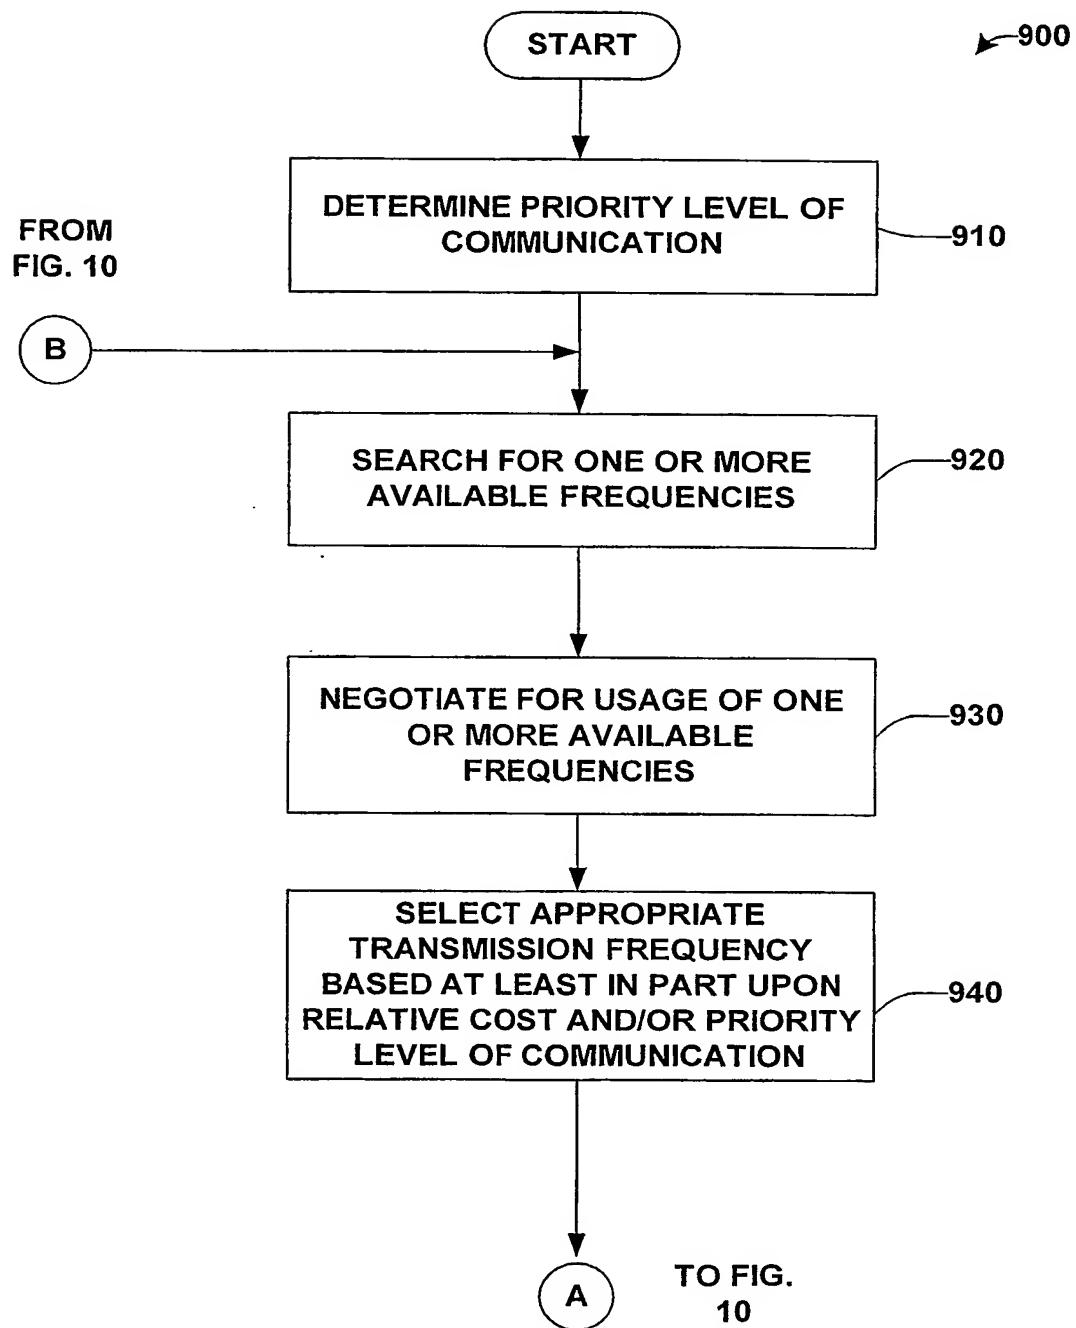 START
900
DETERMINE PRIORITY LEVEL OF
COMMUNICATION
910
FROM
FIG. 10
B
SEARCH FOR ONE OR MORE
AVAILABLE FREQUENCIES
920
NEGOTIATE FOR USAGE OF ONE
OR MORE AVAILABLE
FREQUENCIES
930
SELECT APPROPRIATE
TRANSMISSION FREQUENCY
BASED AT LEAST IN PART UPON
RELATIVE COST AND/OR PRIORITY
LEVEL OF COMMUNICATION
940
A
TO FIG.
10